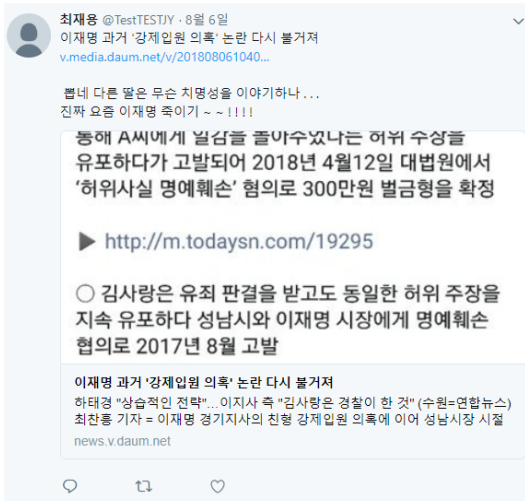 최재용 @TestTESTJY · 8월 6일
이재명 과거 '강제입원 의혹' 논란 다시 불거져
v.media.daum.net/v/201808061040...
뽑네 다른 딸은 무슨 치명성을 이야기하나 . . .
진짜 요즘 이재명 죽이기 ~ ~ ! ! ! !
통해 A씨에게 일감을 몰아주었다는 허위 주장을
유포하다가 고발되어 2018년 4월12일 대법원에서
'허위사실 명예훼손' 혐의로 300만원 벌금형을 확정
▶ http://m.todaysn.com/19295
○ 김사랑은 유죄 판결을 받고도 동일한 허위 주장을
지속 유포하다 성남시와 이재명 시장에게 명예훼손
협의로 2017년 8월 고발
이재명 과거 '강제입원 의혹' 논란 다시 불거져
하태경 "상습적인 전략"…이지사 측 "김사랑은 경찰이 한 것" (수원=연합뉴스)
최찬흥 기자 = 이재명 경기지사의 친형 강제입원 의혹에 이어 성남시장 시절
news.v.daum.net